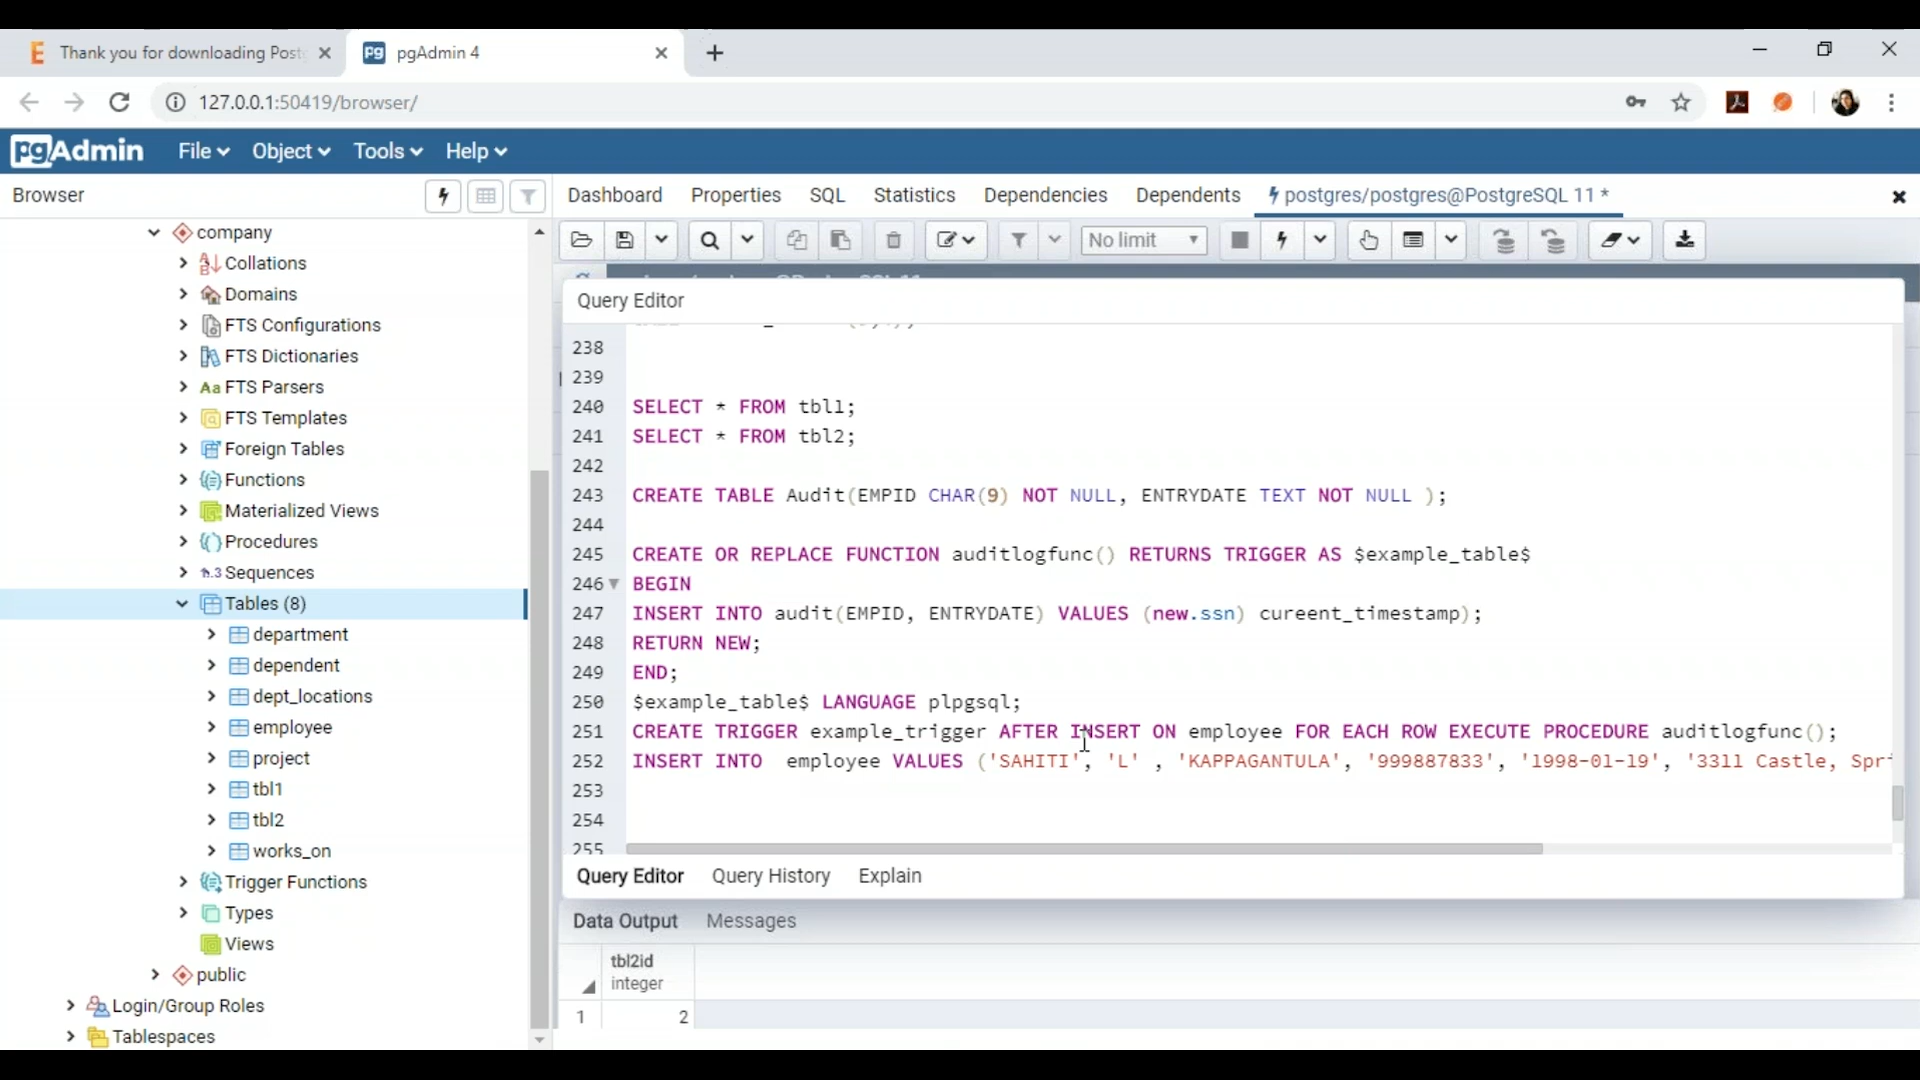 Thank you for downloading Post
pgAdmin 4
127.0.0.1:50419/browser/
pgAdmin
File
Object
Tools
Help
Browser
Dashboard
Properties
SQL
Statistics
Dependencies
Dependents
postgres/postgres@PostgreSQL 11 *
No limit
company
Collations
Domains
FTS Configurations
FTS Dictionaries
Aa FTS Parsers
FTS Templates
Foreign Tables
Functions
Materialized Views
Procedures
Sequences
Tables (8)
department
dependent
dept_locations
employee
project
tbl1
tbl2
works_on
Trigger Functions
Types
Views
public
Login/Group Roles
Tablespaces
Query Editor
238
239
240 SELECT * FROM tbl1;
241 SELECT * FROM tbl2;
242
243 CREATE TABLE Audit(EMPID CHAR(9) NOT NULL, ENTRYDATE TEXT NOT NULL );
244
245 CREATE OR REPLACE FUNCTION auditlogfunc() RETURNS TRIGGER AS $example_table$
246 BEGIN
247 INSERT INTO audit(EMPID, ENTRYDATE) VALUES (new.ssn) cureent_timestamp);
248 RETURN NEW;
249 END;
250 $example_table$ LANGUAGE plpgsql;
251 CREATE TRIGGER example_trigger AFTER INSERT ON employee FOR EACH ROW EXECUTE PROCEDURE auditlogfunc();
252 INSERT INTO employee VALUES ('SAHITI', 'L' , 'KAPPAGANTULA', '999887833', '1998-01-19', '3311 Castle, Spri
253
254
255
Query Editor
Query History
Explain
Data Output
Messages
tbl2id
integer
1 2